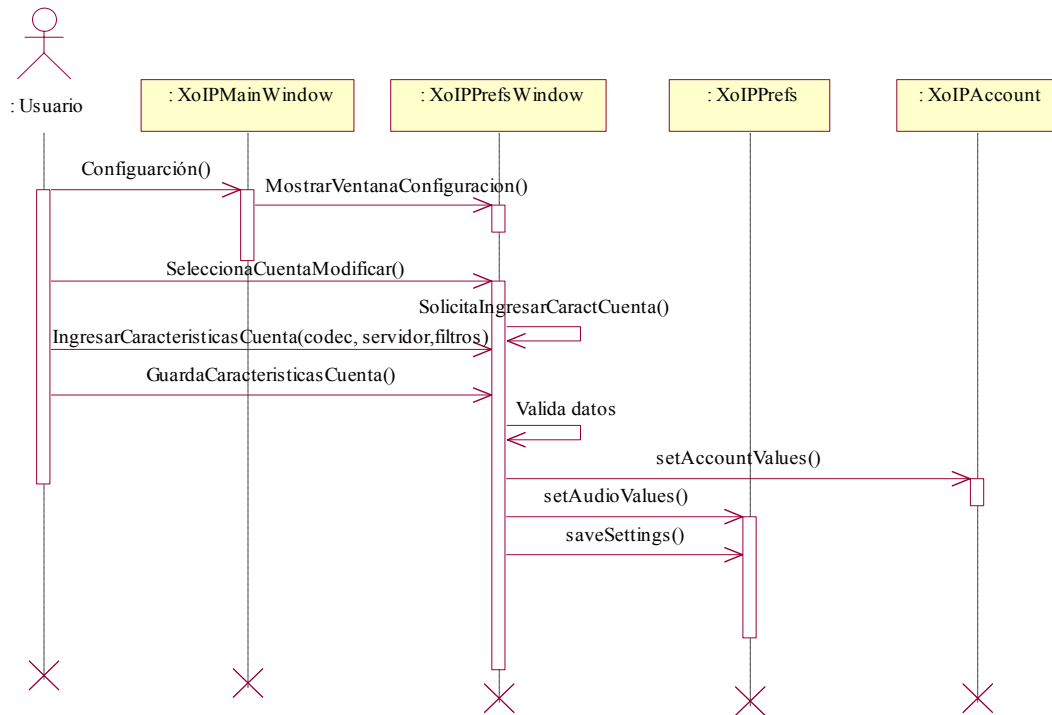 : Usuario
: XoIPMainWindow
: XoIPPrefsWindow
: XoIPPrefs
: XoIPAccount
Configuarción()
MostrarVentanaConfiguracion()
SeleccionaCuentaModificar()
SolicitaIngresarCaractCuenta()
IngresarCaracteristicasCuenta(codec, servidor,filtros)
GuardaCaracteristicasCuenta()
Valida datos
setAccountValues()
setAudioValues()
saveSettings()